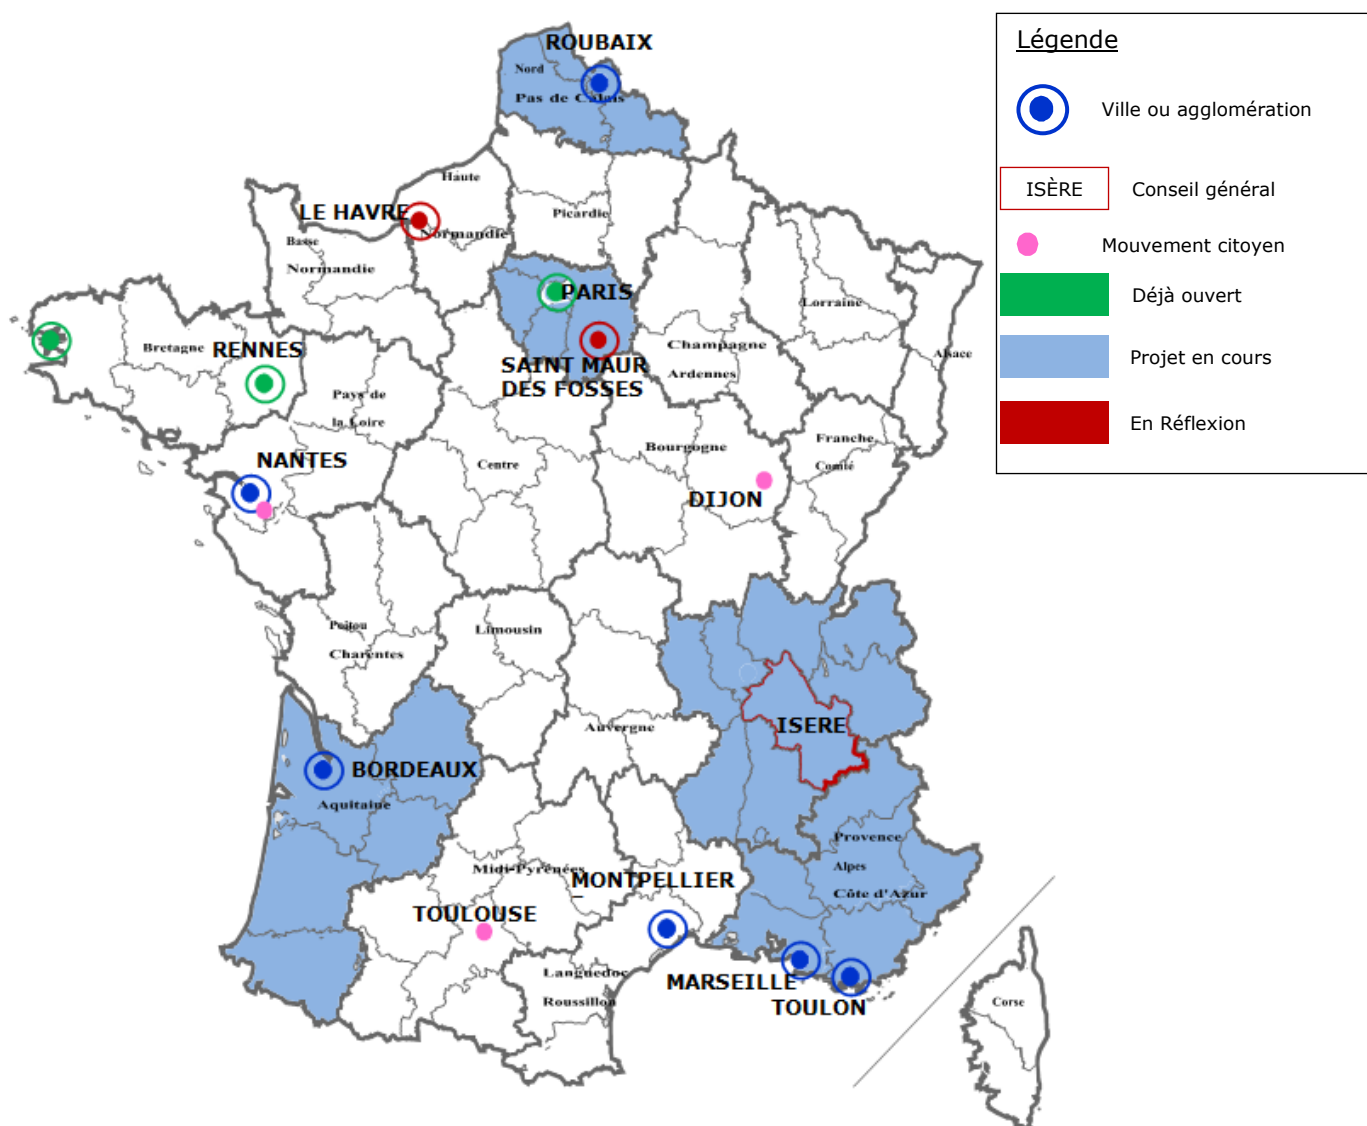 ROUBAIX
Nord
Pas de Calais
Haute
LE HAVRE
Normandie
Picardie
Basse
Normandie
PARIS
Lorraine
Alsace
Bretagne
RENNES
SAINT MAUR
DES FOSSES
Champagne
Ardennes
Pays de
la Loire
NANTES
Centre
Bourgogne
Franche
Comté
DIJON
Poitou
Charentes
Limousin
Auvergne
ISERE
BORDEAUX
Aquitaine
Provence
Alpes
Côte d'Azur
Midi-Pyrénées
MONTPELLIER
–
TOULOUSE
Languedoc
Roussillon
MARSEILLE
TOULON
Corse
Légende
Ville ou agglomération
ISÈRE Conseil général
Mouvement citoyen
Déjà ouvert
Projet en cours
En Réflexion